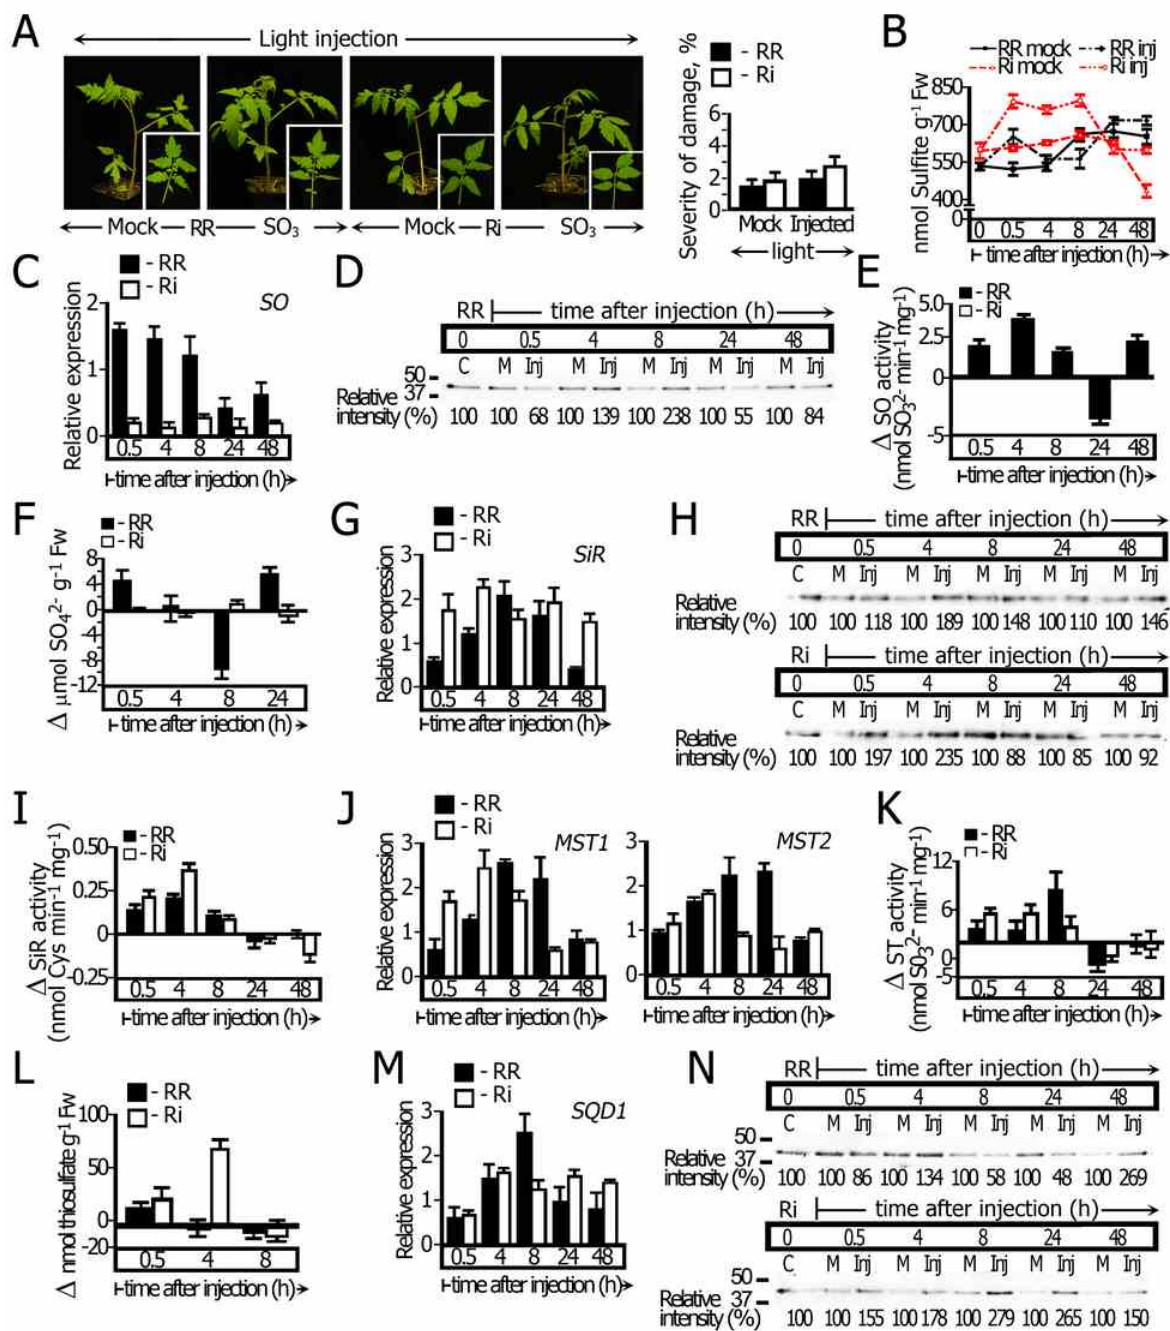 A
Light injection
Mock RR SO3
Mock Ri SO3
- RR
- Ri
Severity of damage, %
6
4
2
0
Mock Injected
light
B
RR mock RR inj
Ri mock Ri inj
nmol Sulfite g-1 Fw
850
700
550
400
0
0 0.5 4 8 24 48
time after injection (h)
C
- RR
- Ri
SO
Relative expression
2
1
0
0.5 4 8 24 48
time after injection (h)
D
RR time after injection (h)
0 0.5 4 8 24 48
C M Inj M Inj M Inj M Inj M Inj
50
37
Relative
intensity (%)
100 100 68 100 139 100 238 100 55 100 84
E
- RR
- Ri
Δ SO activity
(nmol SO3 2- min-1 mg-1)
5.0
2.5
0
-5
0.5 4 8 24 48
time after injection (h)
F
- RR
- Ri
Δ μmol SO4 2- g-1 Fw
8
4
0
-4
-8
-12
0.5 4 8 24
time after injection (h)
G
- RR
- Ri
SiR
Relative expression
3
2
1
0
0.5 4 8 24 48
time after injection (h)
H
RR time after injection (h)
0 0.5 4 8 24 48
C M Inj M Inj M Inj M Inj M Inj
Relative
intensity (%)
100 100 118 100 189 100 148 100 110 100 146
Ri time after injection (h)
0 0.5 4 8 24 48
C M Inj M Inj M Inj M Inj M Inj
Relative
intensity (%)
100 100 197 100 235 100 88 100 85 100 92
I
- RR
- Ri
Δ SiR activity
(nmol Cys min-1 mg-1)
0.50
0.25
0
-0.25
0.5 4 8 24 48
time after injection (h)
J
- RR
- Ri
MST1
Relative expression
3
2
1
0
0.5 4 8 24 48
time after injection (h)
MST2
3
2
1
0
0.5 4 8 24 48
time after injection (h)
K
- RR
- Ri
Δ ST activity
(nmol SO3 2- min-1 mg-1)
12
6
0
-5
0.5 4 8 24 48
time after injection (h)
L
- RR
- Ri
Δ nmol thiosulfate g-1 Fw
100
50
0
-20
0.5 4 8
time after injection (h)
M
- RR
- Ri
SQD1
Relative expression
3
2
1
0
0.5 4 8 24 48
time after injection (h)
N
RR time after injection (h)
0 0.5 4 8 24 48
C M Inj M Inj M Inj M Inj M Inj
50
37
Relative
intensity (%)
100 100 86 100 134 100 58 100 48 100 269
Ri time after injection (h)
0 0.5 4 8 24 48
C M Inj M Inj M Inj M Inj M Inj
50
37
Relative
intensity (%)
100 100 155 100 178 100 279 100 265 100 150